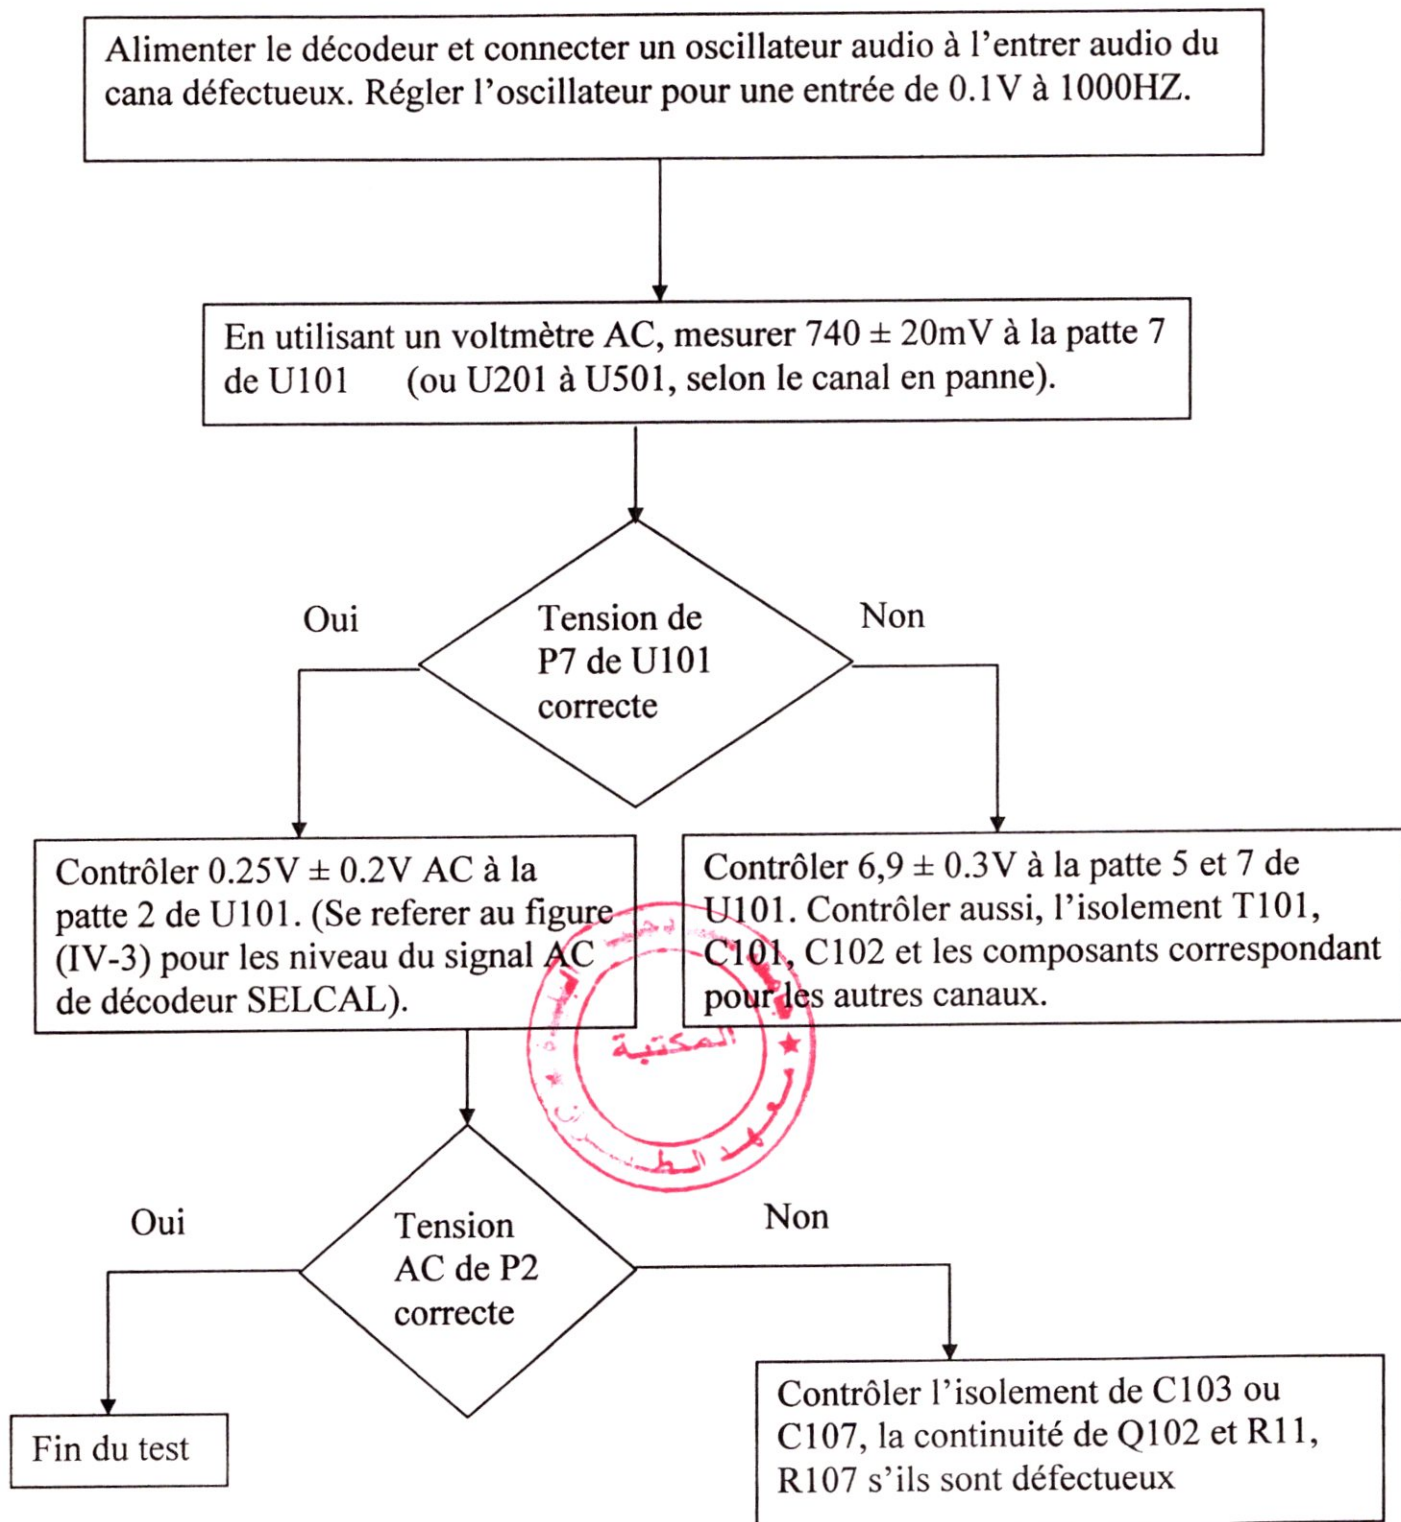 Alimenter le décodeur et connecter un oscillateur audio à l’entrer audio du
cana défectueux. Régler l’oscillateur pour une entrée de 0.1V à 1000HZ.
En utilisant un voltmètre AC, mesurer 740 ± 20mV à la patte 7
de U101 (ou U201 à U501, selon le canal en panne).
Oui
Tension de
P7 de U101
correcte
Non
Contrôler 0.25V ± 0.2V AC à la
patte 2 de U101. (Se referer au figure
(IV-3) pour les niveau du signal AC
de décodeur SELCAL).
Contrôler 6,9 ± 0.3V à la patte 5 et 7 de
U101. Contrôler aussi, l’isolement T101,
C101, C102 et les composants correspondant
pour les autres canaux.
المكتبة
Oui
Tension
AC de P2
correcte
Non
Fin du test
Contrôler l’isolement de C103 ou
C107, la continuité de Q102 et R11,
R107 s’ils sont défectueux